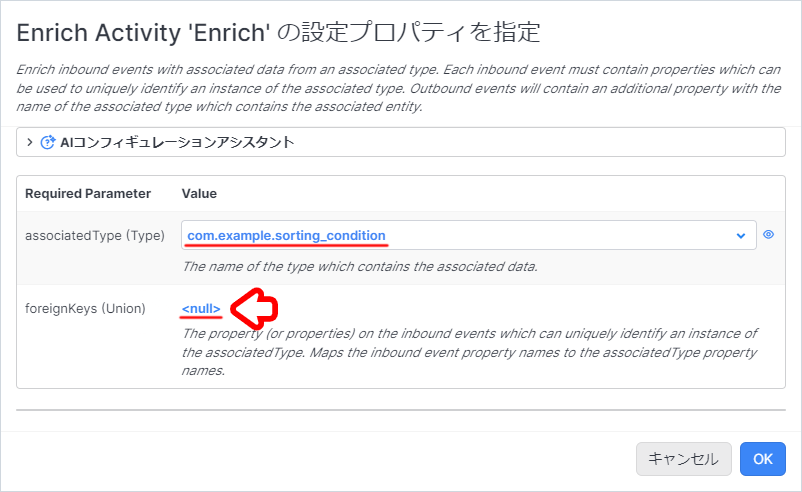 Enrich Activity 'Enrich' の設定プロパティを指定
Enrich inbound events with associated data from an associated type. Each inbound event must contain properties which can
be used to uniquely identify an instance of the associated type. Outbound events will contain an additional property with the
name of the associated type which contains the associated entity.
AIコンフィギュレーションアシスタント
Required Parameter Value
associatedType (Type) com.example.sorting_condition
The name of the type which contains the associated data.
foreignKeys (Union) <null>
The property (or properties) on the inbound events which can uniquely identify an instance of
the associatedType. Maps the inbound event property names to the associatedType property
names.
キャンセル OK